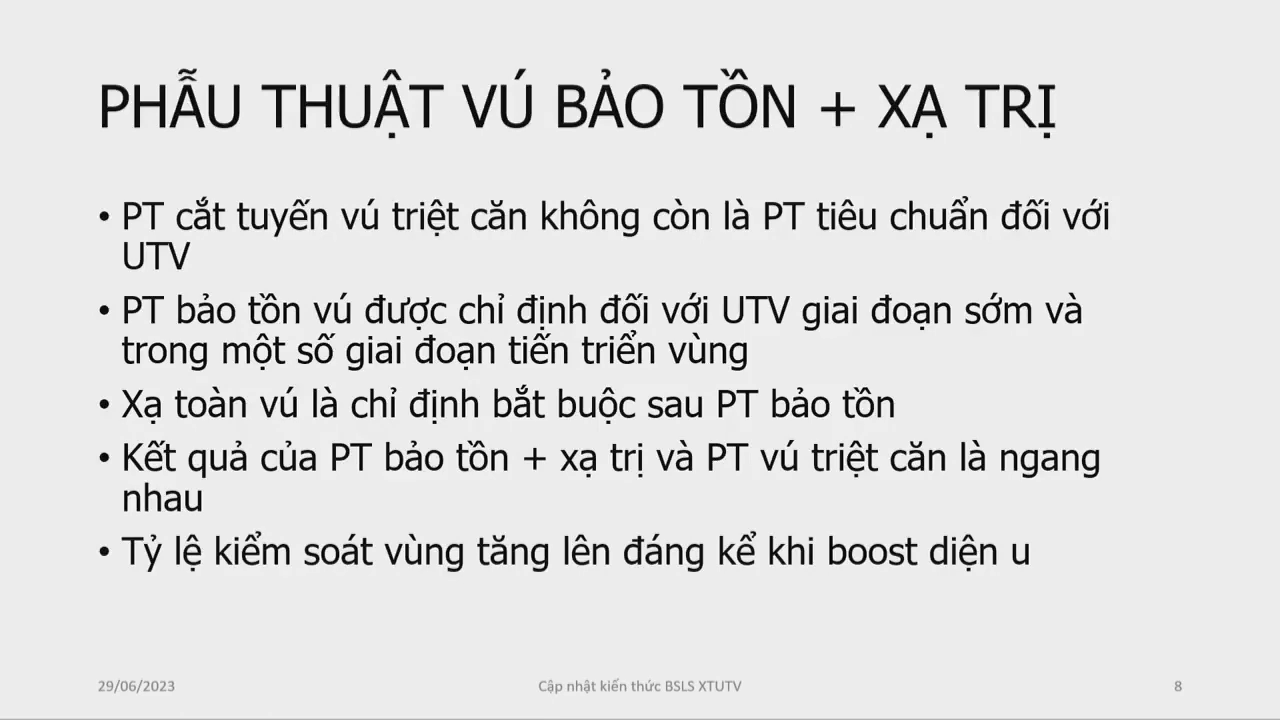 PHẪU THUẬT VÚ BẢO TỒN + XẠ TRỊ
• PT cắt tuyến vú triệt căn không còn là PT tiêu chuẩn đối với
UTV
• PT bảo tồn vú được chỉ định đối với UTV giai đoạn sớm và
trong một số giai đoạn tiến triển vùng
• Xạ toàn vú là chỉ định bắt buộc sau PT bảo tồn
• Kết quả của PT bảo tồn + xạ trị và PT vú triệt căn là ngang
nhau
• Tỷ lệ kiểm soát vùng tăng lên đáng kể khi boost diện u
29/06/2023
Cập nhật kiến thức BSLS XTUTV
8